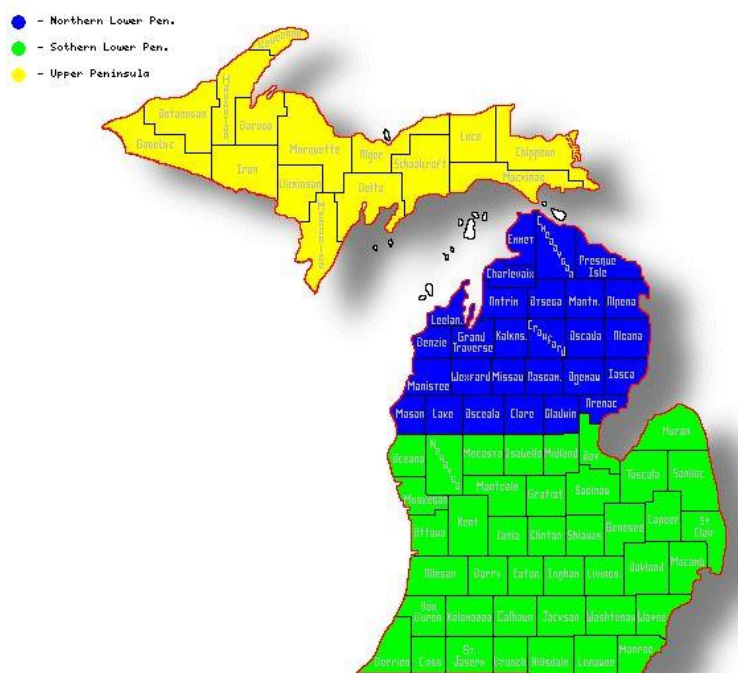 - Northern Lower Pen.
- Sothern Lower Pen.
- Upper Peninsula
Keweenaw
Houghton
Ontonagon
Baraga
Gogebic
Marquette
Iron
Dickinson
Menominee
Alger
Delta
Schoolcraft
Luce
Chippewa
Mackinac
Emmet
Cheboygan
Presque
Isle
Charlevoix
Antrim
Otsego
Montm.
Alpena
Leelan.
Benzie
Grand
Traverse
Kalkns.
Crawford
Oscoda
Alcona
Manistee
Wexford
Missau
Roscom.
Ogemaw
Iosco
Arenac
Mason
Lake
Osceola
Clare
Gladwin
Oceana
Newaygo
Mecosta
Isabella
Midland
Bay
Huron
Tuscola
Sanilac
Muskegon
Montcalm
Gratiot
Saginaw
Ottawa
Kent
Ionia
Clinton
Shiawas.
Genesee
Lapeer
St
Clair
Allegan
Barry
Eaton
Ingham
Livings.
Oakland
Macomb
Van
Buren
Kalamazoo
Calhoun
Jackson
Washtenaw
Wayne
Berrien
Cass
St.
Joseph
Branch
Hillsdale
Lenawee
Monroe